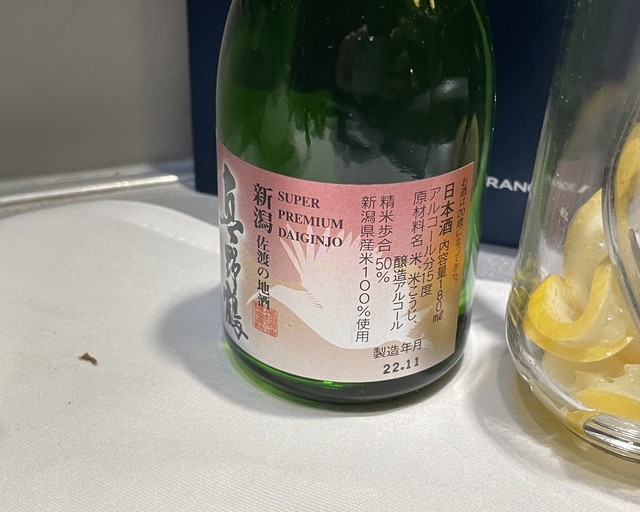 真野鶴
新潟 佐渡の地酒
SUPER
PREMIUM
DAIGINJO
お酒は20歳になってから。
日本酒 内容量180㎖
アルコール分15度
原材料名 米、米こうじ、
醸造アルコール
精米歩合 50%
新潟県産米100%使用
製造年月
22.11
FRANCE